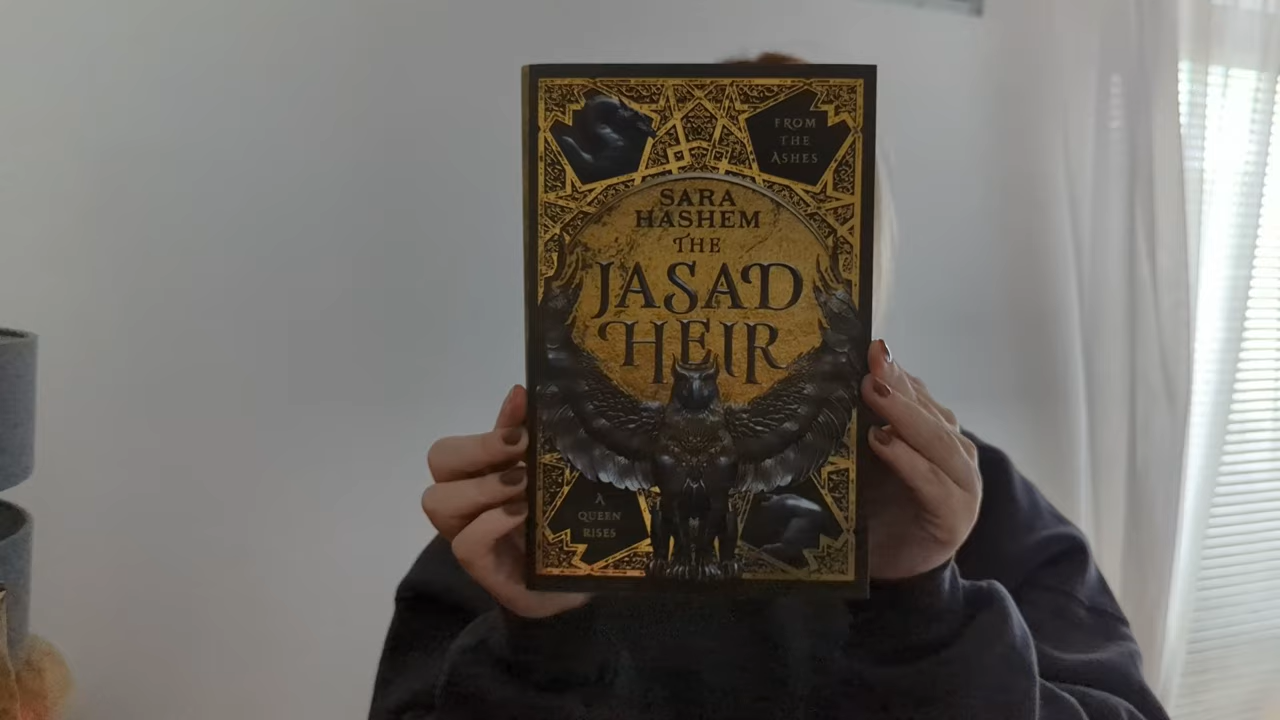 FROM
THE
ASHES
SARA
HASHEM
THE
JASAD
HEIR
A
QUEEN
RISES